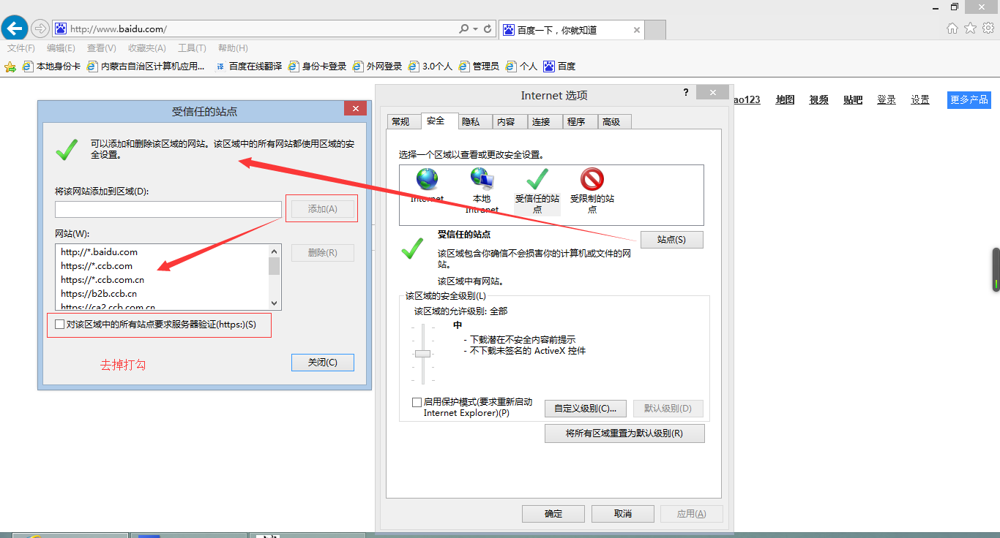 http://www.baidu.com/
百度一下，你就知道
文件(F) 编辑(E) 查看(V) 收藏夹(A) 工具(T) 帮助(H)
本地身份卡 内蒙古自治区计算机应用... 译 百度在线翻译 身份卡登录 外网登录 3.0个人 管理员 个人 百度
ao123 地图 视频 贴吧 登录 设置 更多产品
受信任的站点
可以添加和删除该区域的网站。该区域中的所有网站都使用区域的安
全设置。
将该网站添加到区域(D):
添加(A)
网站(W):
http://*.baidu.com
https://*.ccb.com
https://*.ccb.com.cn
https://b2b.ccb.cn
https://ca2.ccb.com.cn
删除(R)
对该区域中的所有站点要求服务器验证(https:)(S)
去掉打勾
关闭(C)
Internet 选项
?
常规 安全 隐私 内容 连接 程序 高级
选择一个区域以查看或更改安全设置。
Internet
本地
Intranet
受信任的站
点
受限制的站
点
受信任的站点
站点(S)
该区域包含你确信不会损害你的计算机或文件的网
站。
该区域中有网站。
该区域的安全级别(L)
该区域的允许级别: 全部
中
- 下载潜在不安全内容前提示
- 不下载未签名的 ActiveX 控件
启用保护模式(要求重新启动
Internet Explorer)(P)
自定义级别(C)...
默认级别(D)
将所有区域重置为默认级别(R)
确定
取消
应用(A)